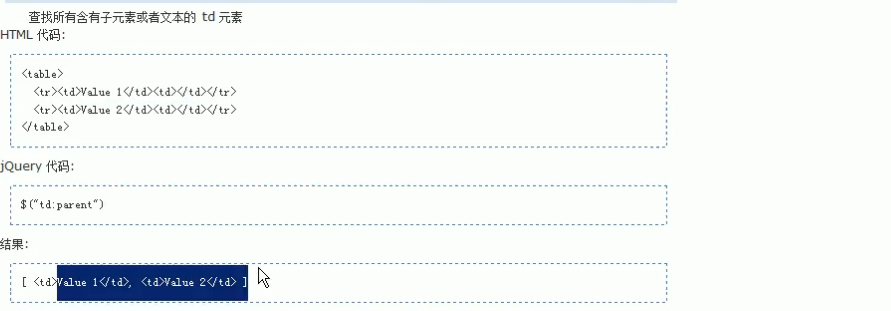 查找所有含有子元素或者文本的 td 元素
HTML 代码:
<table>
<tr><td>Value 1</td><td></td></tr>
<tr><td>Value 2</td><td></td></tr>
</table>
jQuery 代码:
$("td:parent")
结果:
[ <td>Value 1</td>, <td>Value 2</td> ]